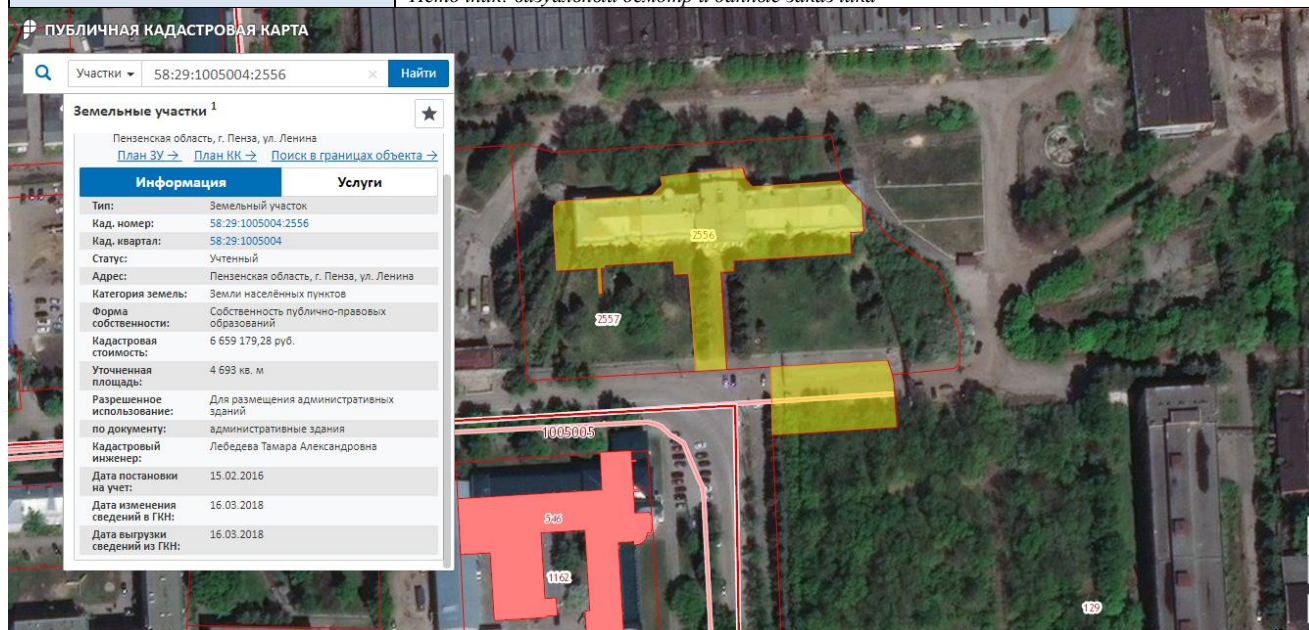 Источник: визуальный осмотр и данные заказчика
ПУБЛИЧНАЯ КАДАСТРОВАЯ КАРТА
Участки 58:29:1005004:2556 × Найти
Земельные участки 1
Пензенская область, г. Пенза, ул. Ленина
План ЗУ → План КК → Поиск в границах объекта →
Информация Услуги
Тип: Земельный участок
Кад. номер: 58:29:1005004:2556
Кад. квартал: 58:29:1005004
Статус: Учтенный
Адрес: Пензенская область, г. Пенза, ул. Ленина
Категория земель: Земли населённых пунктов
Форма собственности: Собственность публично-правовых
образований
Кадастровая стоимость: 6 659 179,28 руб.
Уточненная площадь: 4 693 кв. м
Разрешенное использование: Для размещения административных
зданий
по документу: административные здания
Кадастровый инженер: Лебедева Тамара Александровна
Дата постановки на учет: 15.02.2016
Дата изменения сведений в ГКН: 16.03.2018
Дата выгрузки сведений из ГКН: 16.03.2018
2556
2557
1005005
546
1162
129